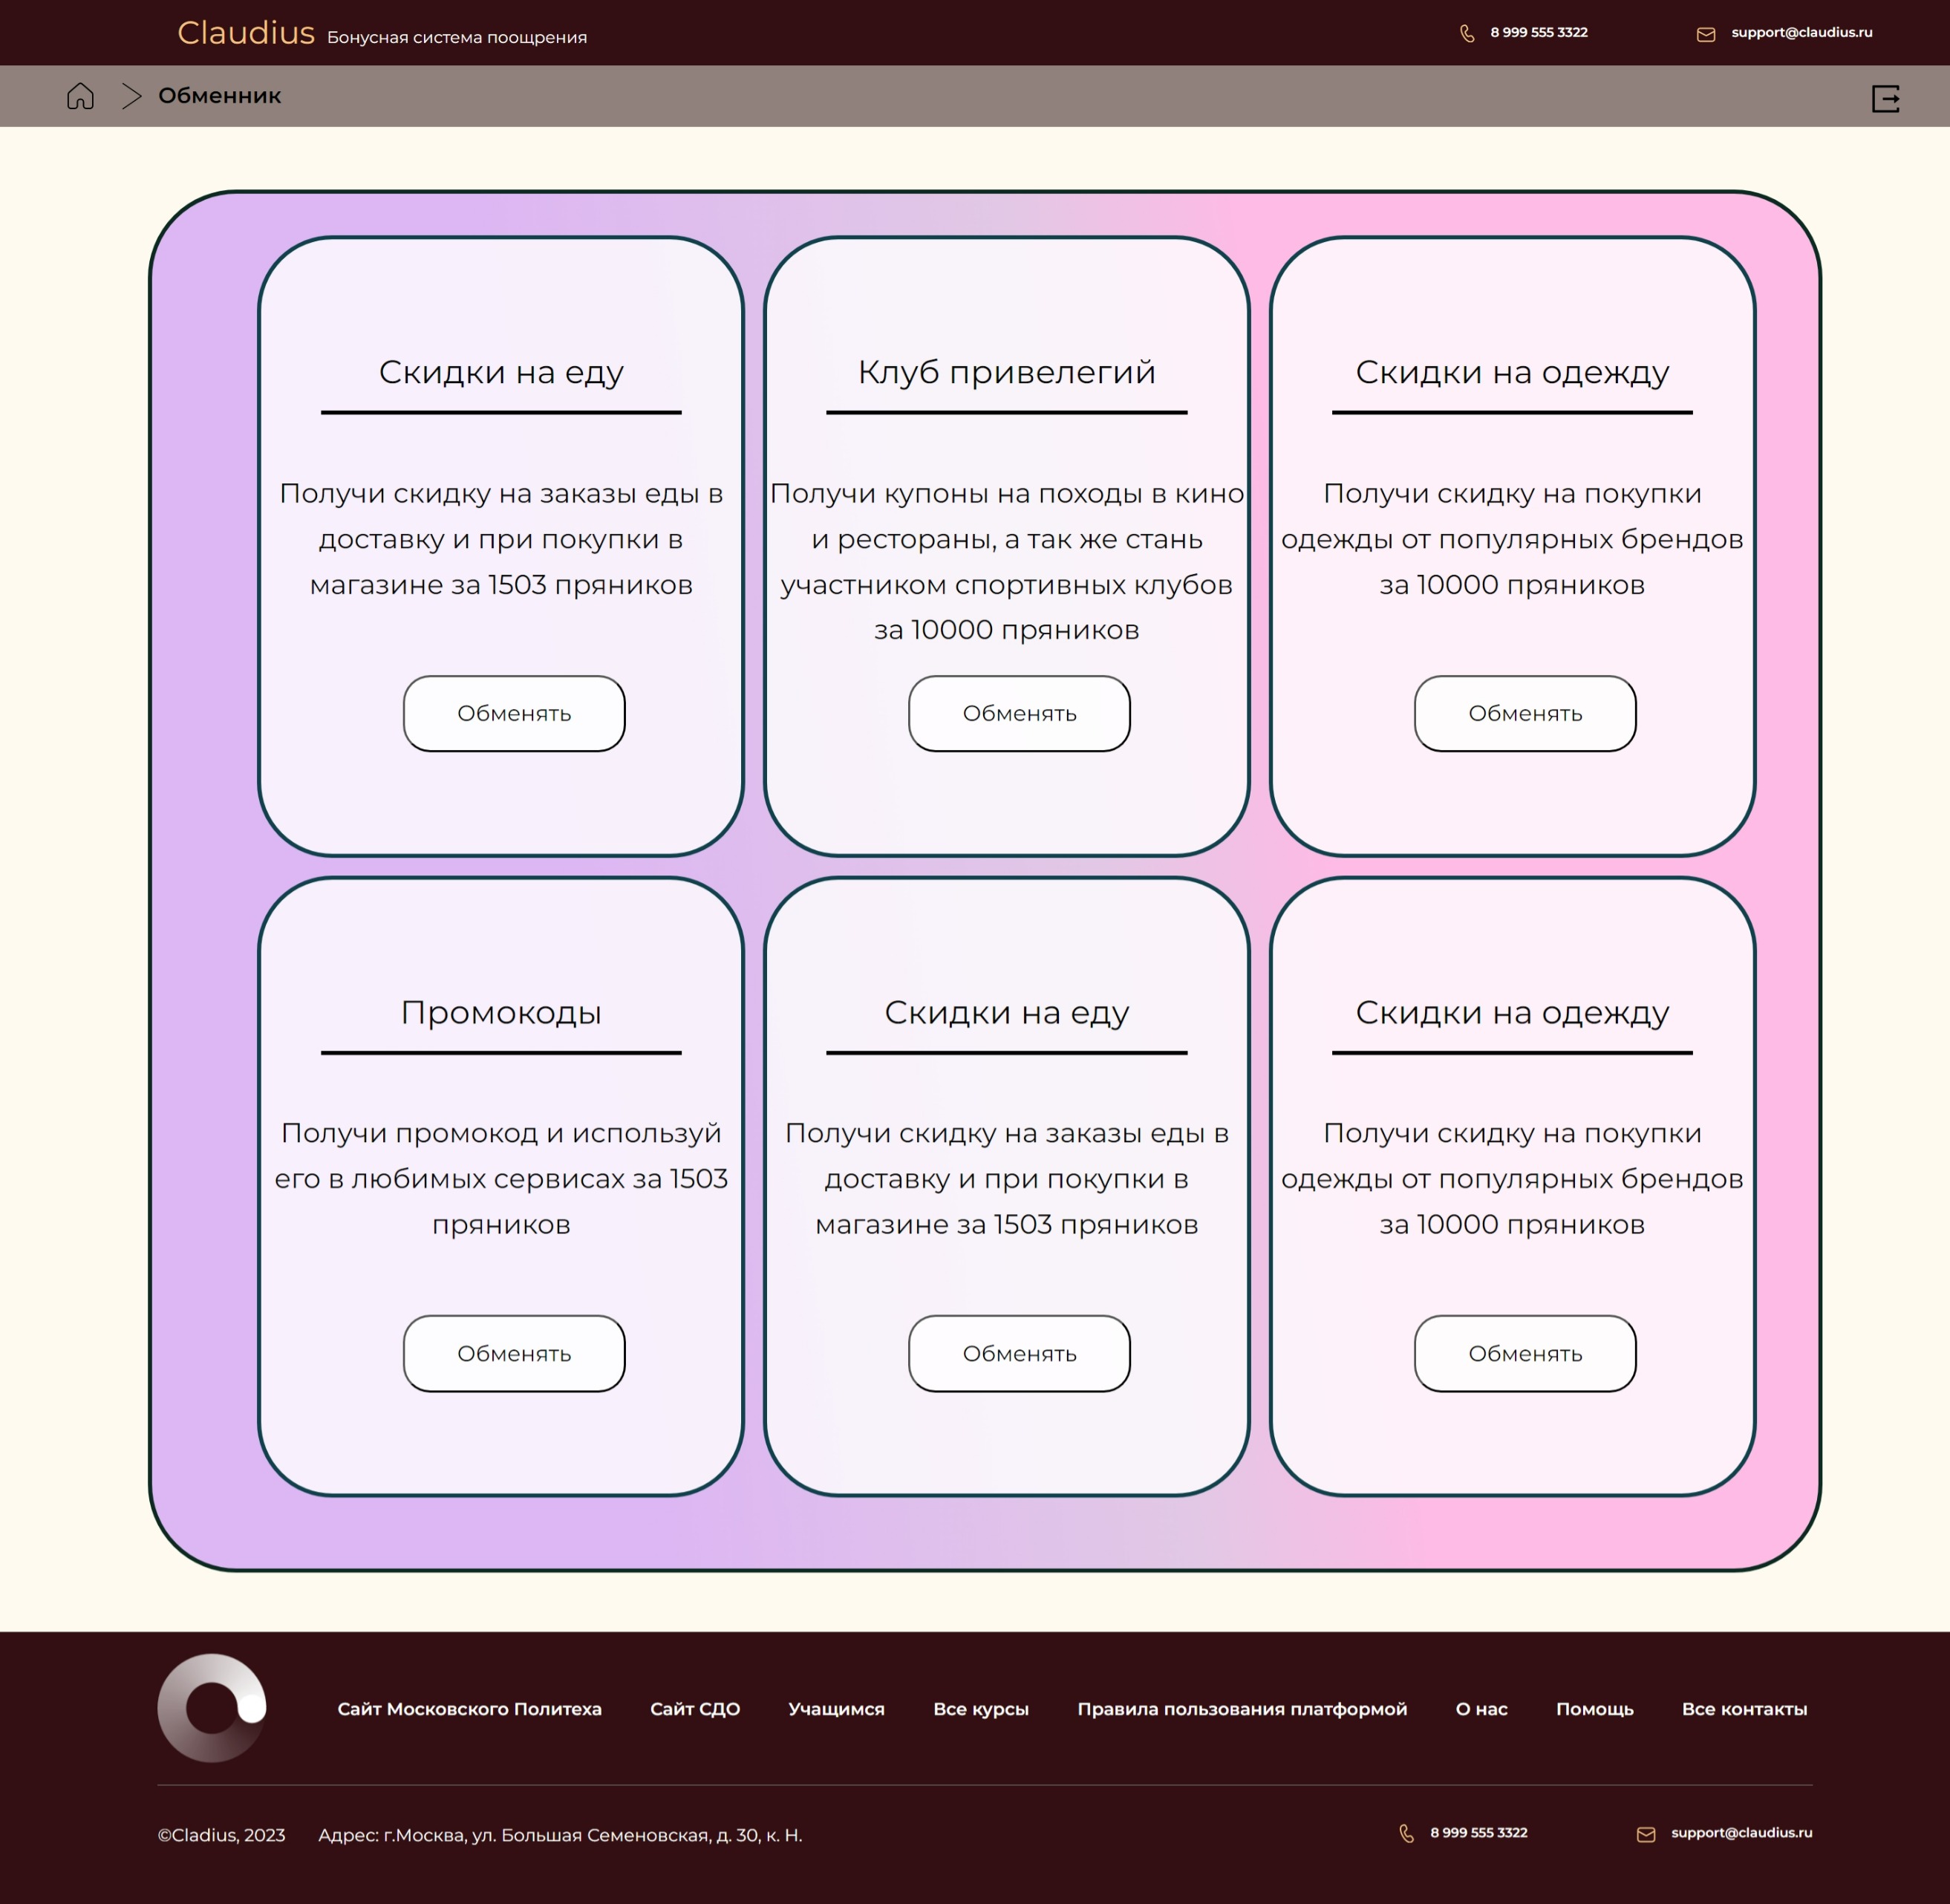 Claudius Бонусная система поощрения
8 999 555 3322
support@claudius.ru
Обменник
Скидки на еду
Получи скидку на заказы еды в
доставку и при покупки в
магазине за 1503 пряников
Обменять
Клуб привелегий
Получи купоны на походы в кино
и рестораны, а так же стань
участником спортивных клубов
за 10000 пряников
Обменять
Скидки на одежду
Получи скидку на покупки
одежды от популярных брендов
за 10000 пряников
Обменять
Промокоды
Получи промокод и используй
его в любимых сервисах за 1503
пряников
Обменять
Скидки на еду
Получи скидку на заказы еды в
доставку и при покупки в
магазине за 1503 пряников
Обменять
Скидки на одежду
Получи скидку на покупки
одежды от популярных брендов
за 10000 пряников
Обменять
Сайт Московского Политеха
Сайт СДО
Учащимся
Все курсы
Правила пользования платформой
О нас
Помощь
Все контакты
©Cladius, 2023
Адрес: г.Москва, ул. Большая Семеновская, д. 30, к. Н.
8 999 555 3322
support@claudius.ru